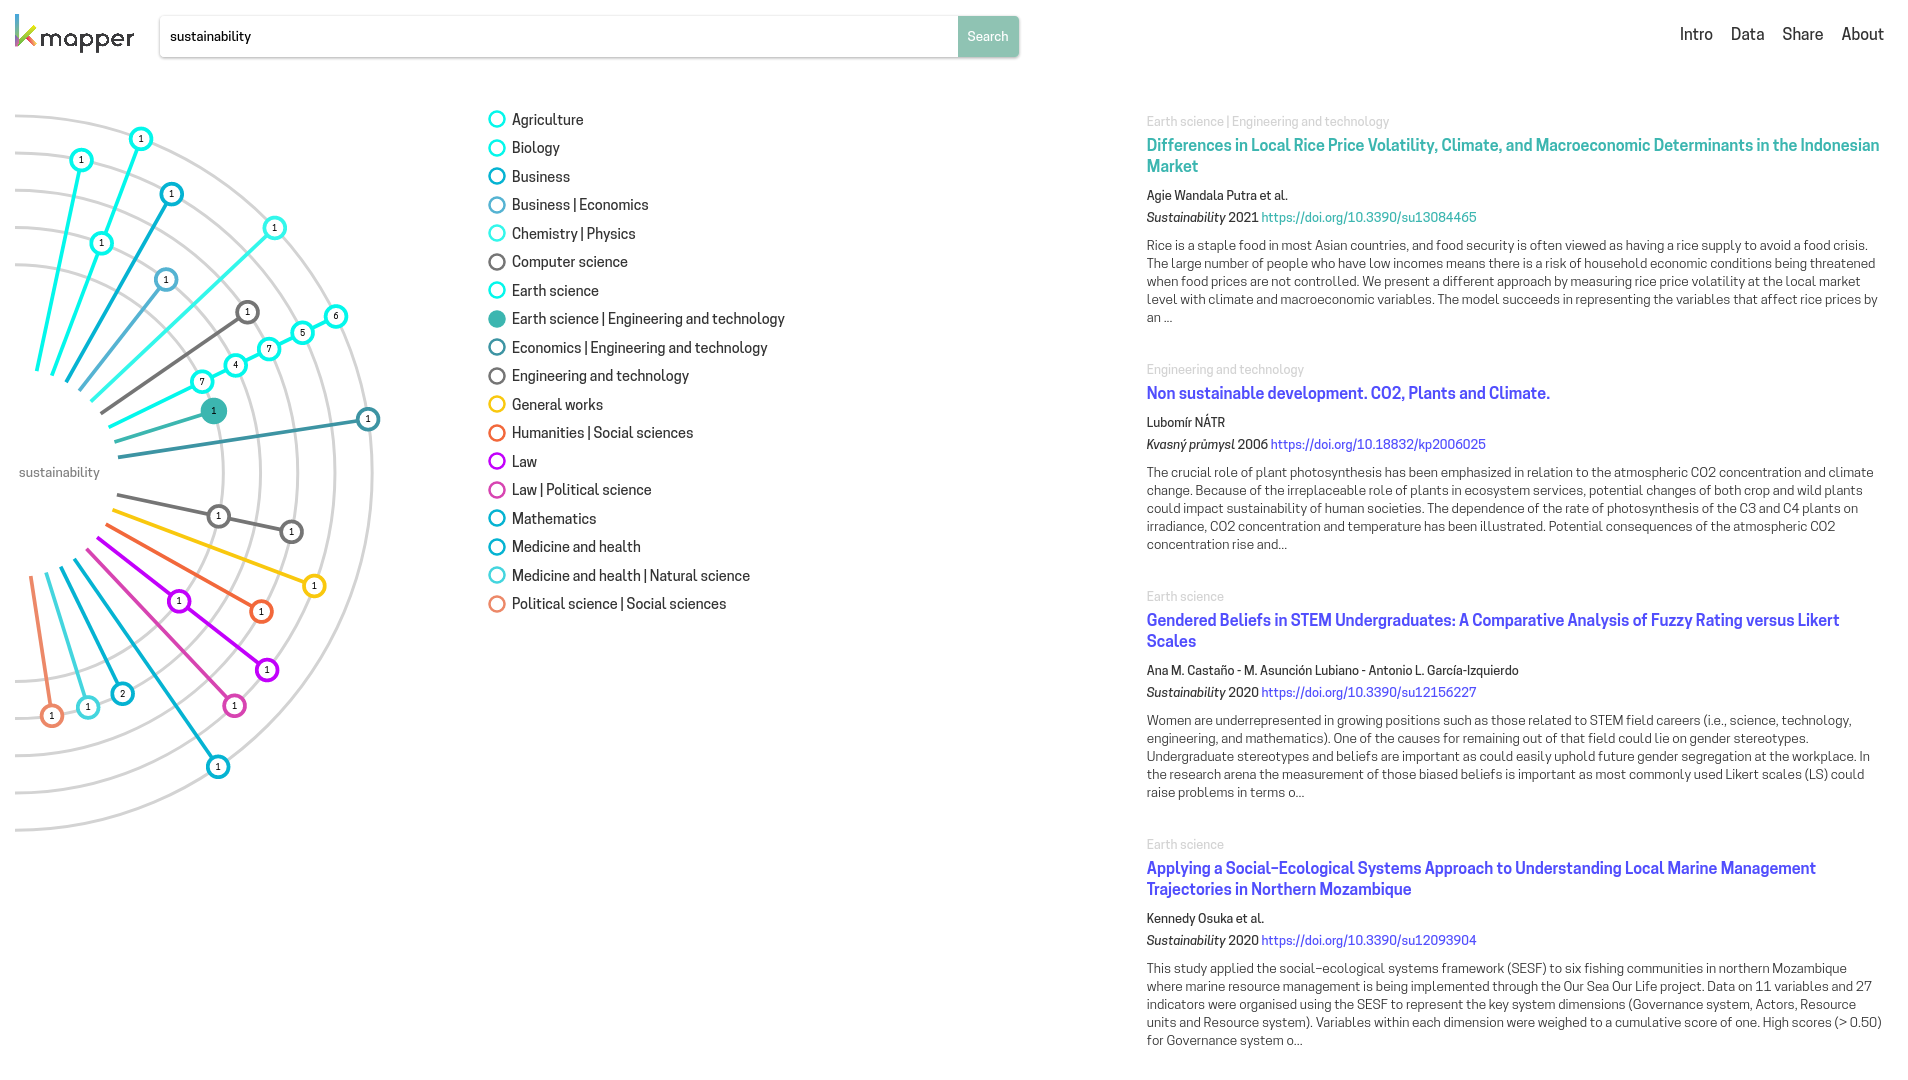 kmapper
sustainability
Search
Intro
Data
Share
About
1
1
1
1
1
1
1
6
5
7
4
7
1
1
sustainability
1
1
1
1
1
1
1
2
1
1
1
Agriculture
Biology
Business
Business | Economics
Chemistry | Physics
Computer science
Earth science
Earth science | Engineering and technology
Economics | Engineering and technology
Engineering and technology
General works
Humanities | Social sciences
Law
Law | Political science
Mathematics
Medicine and health
Medicine and health | Natural science
Political science | Social sciences
Earth science | Engineering and technology
Differences in Local Rice Price Volatility, Climate, and Macroeconomic Determinants in the Indonesian
Market
Agie Wandala Putra et al.
Sustainability 2021 https://doi.org/10.3390/su13084465
Rice is a staple food in most Asian countries, and food security is often viewed as having a rice supply to avoid a food crisis.
The large number of people who have low incomes means there is a risk of household economic conditions being threatened
when food prices are not controlled. We present a different approach by measuring rice price volatility at the local market
level with climate and macroeconomic variables. The model succeeds in representing the variables that affect rice prices by
an ...
Engineering and technology
Non sustainable development. CO2, Plants and Climate.
Lubomír NÁTR
Kvasný průmysl 2006 https://doi.org/10.18832/kp2006025
The crucial role of plant photosynthesis has been emphasized in relation to the atmospheric CO2 concentration and climate
change. Because of the irreplaceable role of plants in ecosystem services, potential changes of both crop and wild plants
could impact sustainability of human societies. The dependence of the rate of photosynthesis of the C3 and C4 plants on
irradiance, CO2 concentration and temperature has been illustrated. Potential consequences of the atmospheric CO2
concentration rise and...
Earth science
Gendered Beliefs in STEM Undergraduates: A Comparative Analysis of Fuzzy Rating versus Likert
Scales
Ana M. Castaño - M. Asunción Lubiano - Antonio L. García-Izquierdo
Sustainability 2020 https://doi.org/10.3390/su12156227
Women are underrepresented in growing positions such as those related to STEM field careers (i.e., science, technology,
engineering, and mathematics). One of the causes for remaining out of that field could lie on gender stereotypes.
Undergraduate stereotypes and beliefs are important as could easily uphold future gender segregation at the workplace. In
the research arena the measurement of those biased beliefs is important as most commonly used Likert scales (LS) could
raise problems in terms o...
Earth science
Applying a Social–Ecological Systems Approach to Understanding Local Marine Management
Trajectories in Northern Mozambique
Kennedy Osuka et al.
Sustainability 2020 https://doi.org/10.3390/su12093904
This study applied the social–ecological systems framework (SESF) to six fishing communities in northern Mozambique
where marine resource management is being implemented through the Our Sea Our Life project. Data on 11 variables and 27
indicators were organised using the SESF to represent the key system dimensions (Governance system, Actors, Resource
units and Resource system). Variables within each dimension were weighed to a cumulative score of one. High scores (> 0.50)
for Governance system o...